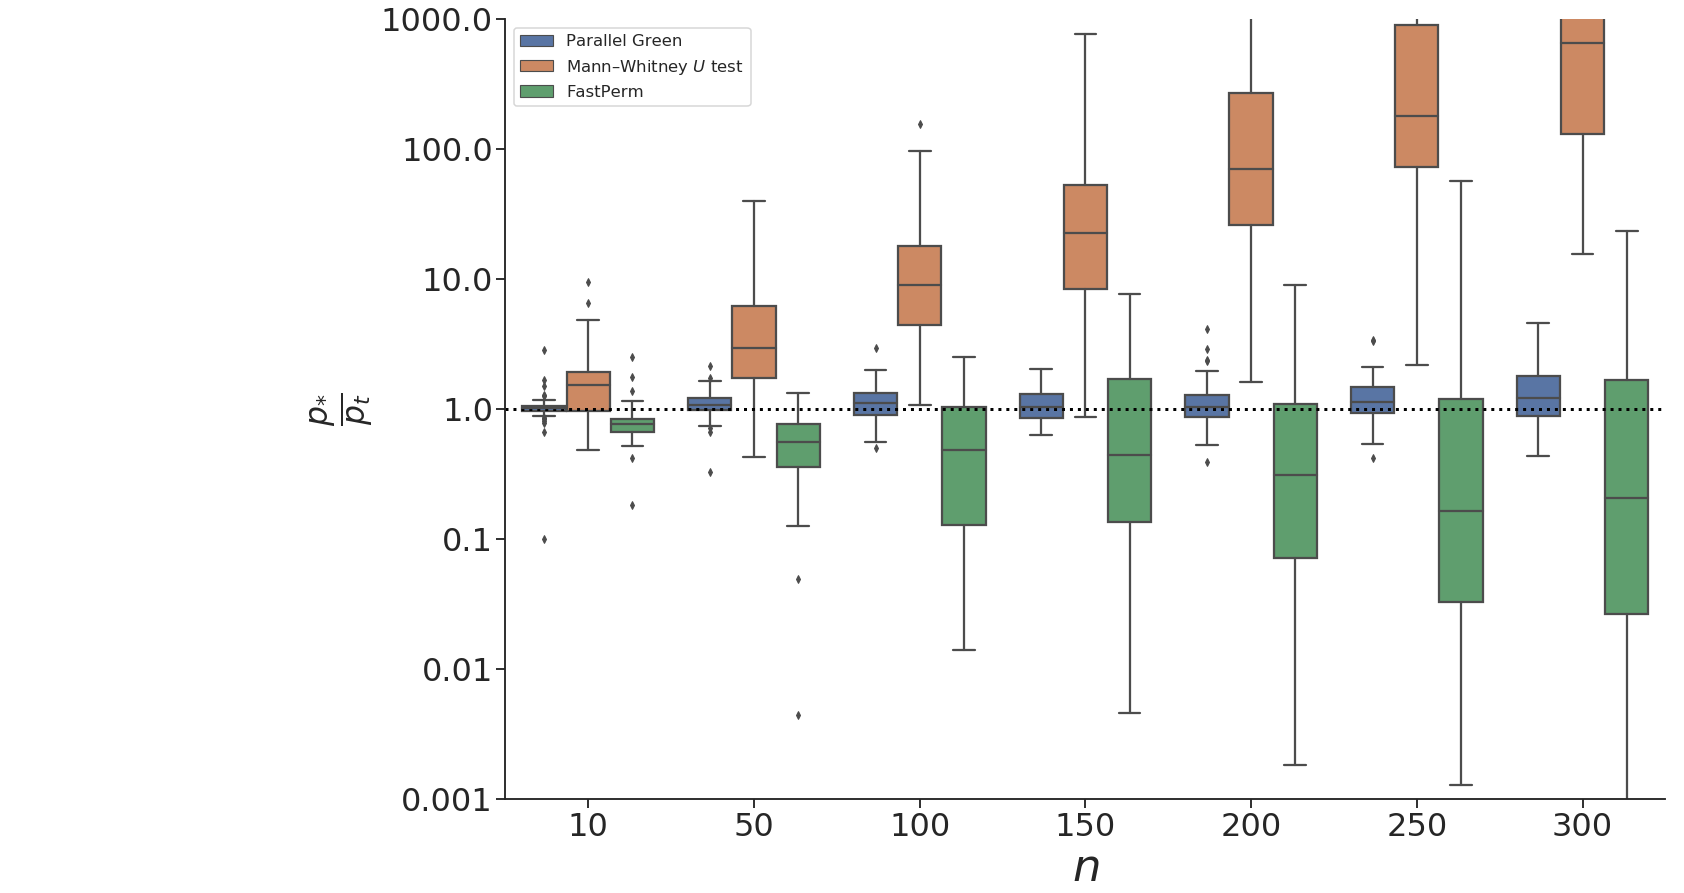 1000.0
Parallel Green
Mann–Whitney U test
FastPerm
100.0
10.0
1.0
p*
pt
0.1
0.01
0.001
10 50 100 150 200 250 300
n